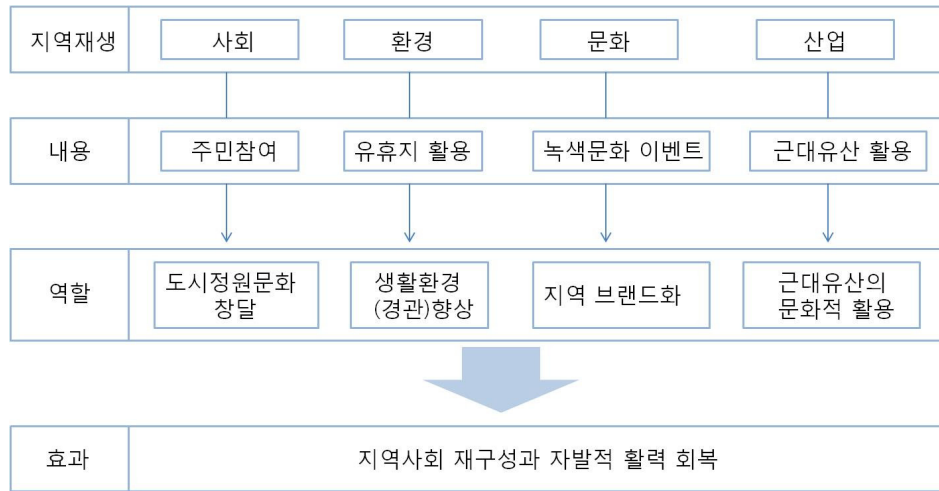 지역재생 사회 환경 문화 산업
내용 주민참여 유휴지 활용 녹색문화 이벤트 근대유산 활용
역할
도시정원문화
창달
생활환경
(경관)향상
지역 브랜드화
근대유산의
문화적 활용
효과 지역사회 재구성과 자발적 활력 회복